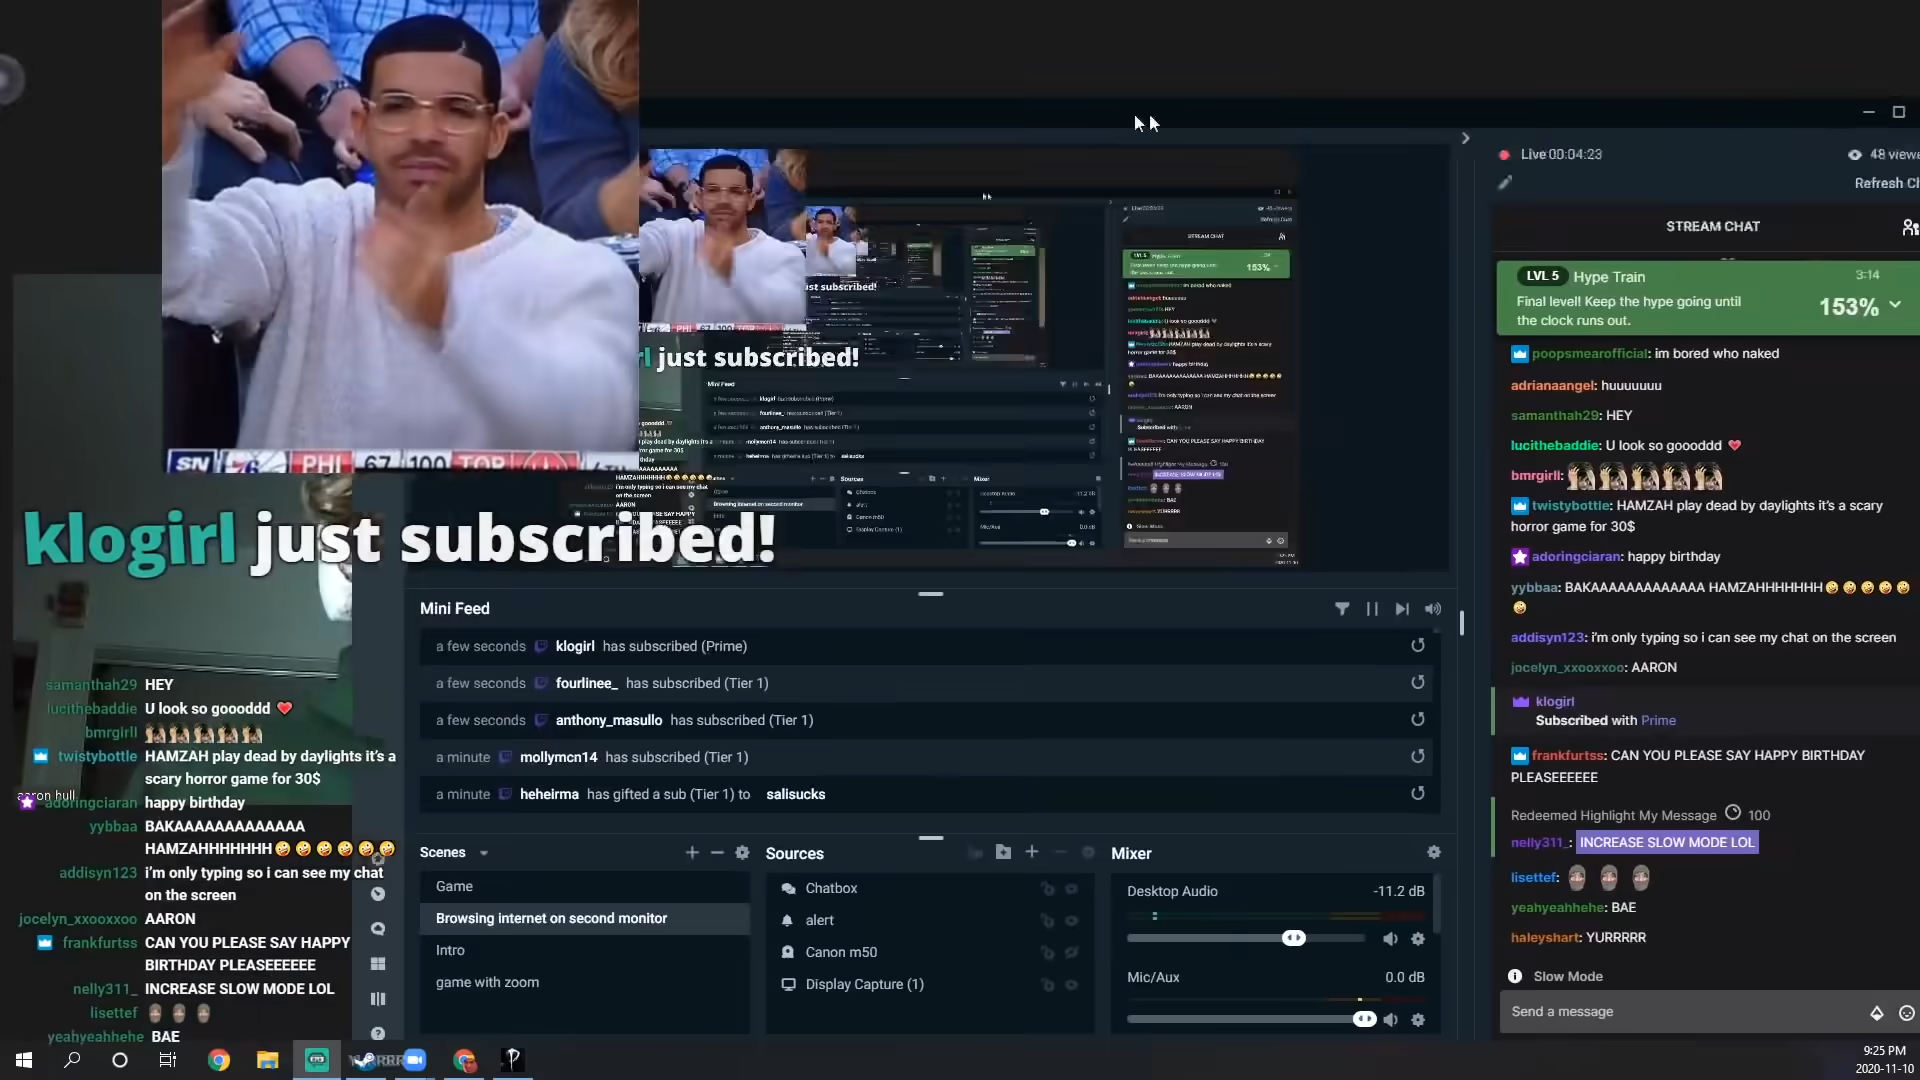 SN 76 PHI 67 100 TOR
klogirl just subscribed!
just subscribed!
just subscribed!
samanthah29 HEY
lucithebaddie U look so goooddd ❤️
bmrgirll
twistybottle HAMZAH play dead by daylights it's a
scary horror game for 30$
aaron hull
adoringciaran happy birthday
yybbaa BAKAAAAAAAAAAAAA
HAMZAHHHHHHH🤪🤪🤪🤪🤪🤪
addisyn123 i'm only typing so i can see my chat
on the screen
jocelyn_xxooxxoo AARON
frankfurtss CAN YOU PLEASE SAY HAPPY
BIRTHDAY PLEASEEEEEE
nelly311_ INCREASE SLOW MODE LOL
lisettef
yeahyeahhehe BAE
Mini Feed
a few seconds klogirl has subscribed (Prime)
a few seconds fourlinee_ has subscribed (Tier 1)
a few seconds anthony_masullo has subscribed (Tier 1)
a minute mollymcn14 has subscribed (Tier 1)
a minute heheirma has gifted a sub (Tier 1) to salisucks
Scenes
Game
Browsing internet on second monitor
Intro
game with zoom
Sources
Chatbox
alert
Canon m50
Display Capture (1)
Mixer
Desktop Audio -11.2 dB
Mic/Aux 0.0 dB
Live 00:04:23
Refresh
STREAM CHAT
LVL 5 Hype Train 3:14
Final level! Keep the hype going until
the clock runs out.
153%
poopsmearofficial: im bored who naked
adrianaangel: huuuuuuu
samanthah29: HEY
lucithebaddie: U look so goooddd ❤️
bmrgirll:
twistybottle: HAMZAH play dead by daylights it's a scary
horror game for 30$
adoringciaran: happy birthday
yybbaa: BAKAAAAAAAAAAAAA HAMZAHHHHHHH🤪🤪🤪🤪🤪
🤪
addisyn123: i'm only typing so i can see my chat on the screen
jocelyn_xxooxxoo: AARON
klogirl
Subscribed with Prime
frankfurtss: CAN YOU PLEASE SAY HAPPY BIRTHDAY
PLEASEEEEEE
Redeemed Highlight My Message 100
nelly311_: INCREASE SLOW MODE LOL
lisettef:
yeahyeahhehe: BAE
haleyshart: YURRRRR
Slow Mode
Send a message
9:25 PM
2020-11-10